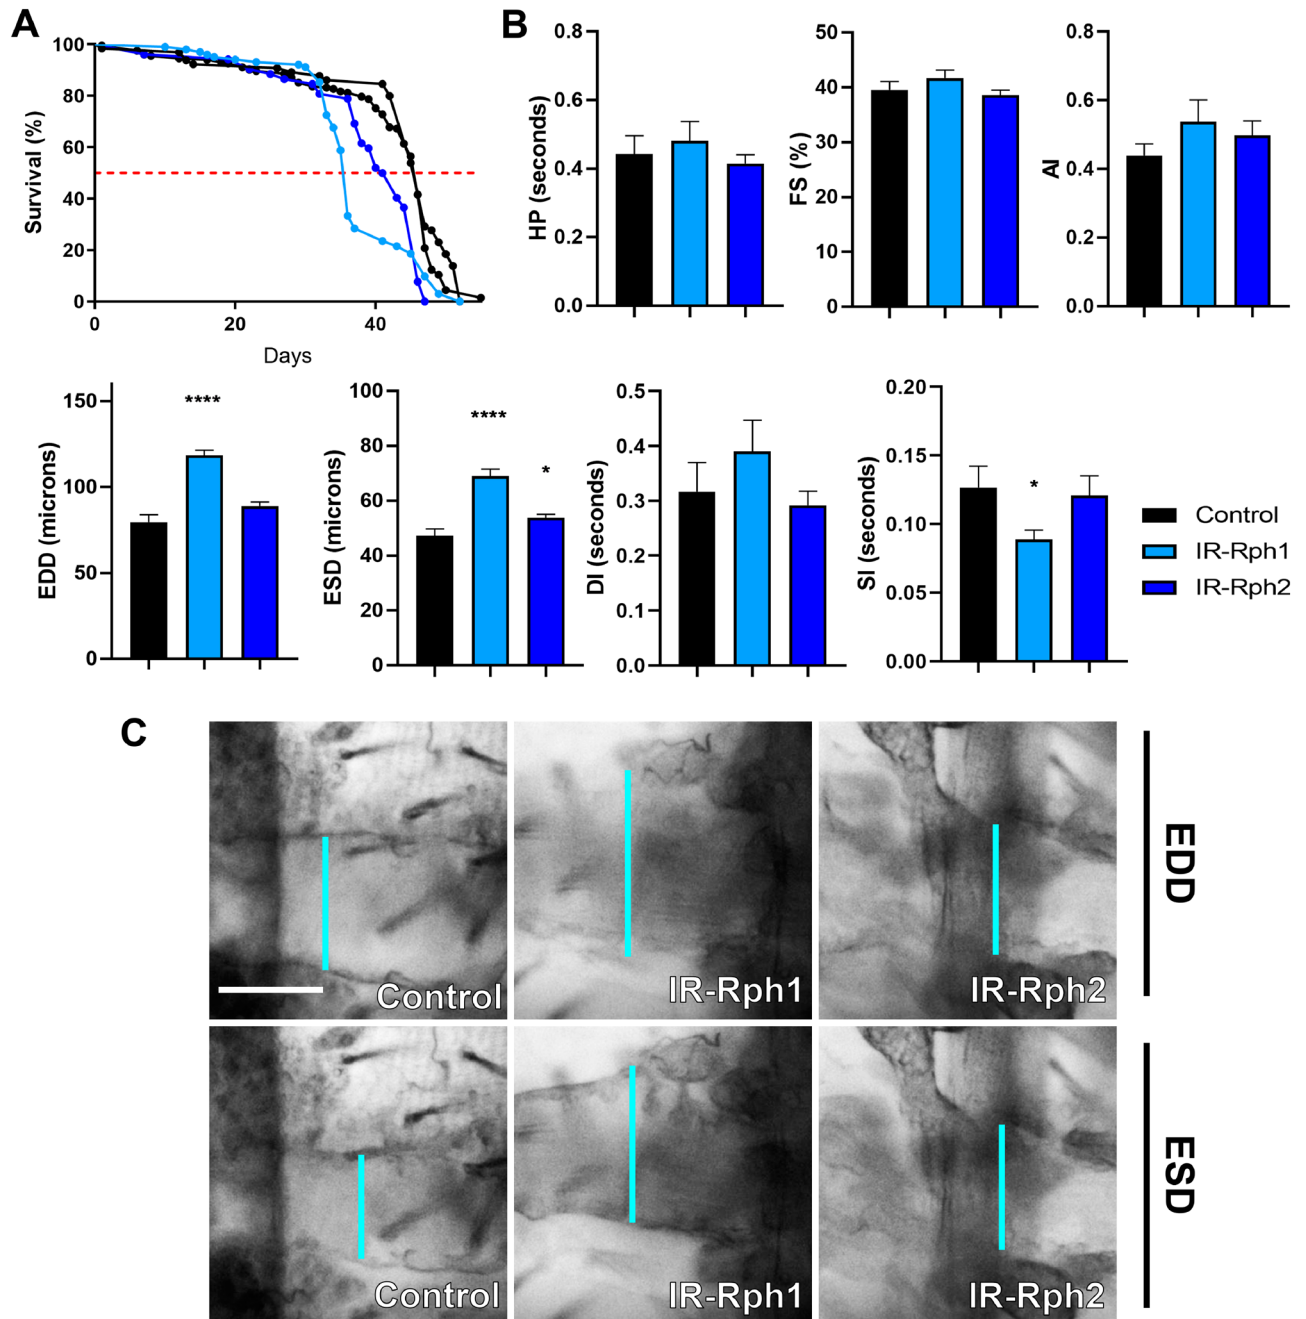 A
Survival (%)
100
80
60
40
20
0
0 20 40
Days
B
HP (seconds)
0.8
0.6
0.4
0.2
0.0
FS (%)
50
40
30
20
10
0
AI
0.8
0.6
0.4
0.2
0.0
EDD (microns)
150
100
50
0
****
ESD (microns)
100
80
60
40
20
0
****
*
DI (seconds)
0.5
0.4
0.3
0.2
0.1
0.0
SI (seconds)
0.20
0.15
0.10
0.05
0.00
*
Control
IR-Rph1
IR-Rph2
C
Control
IR-Rph1
IR-Rph2
EDD
Control
IR-Rph1
IR-Rph2
ESD